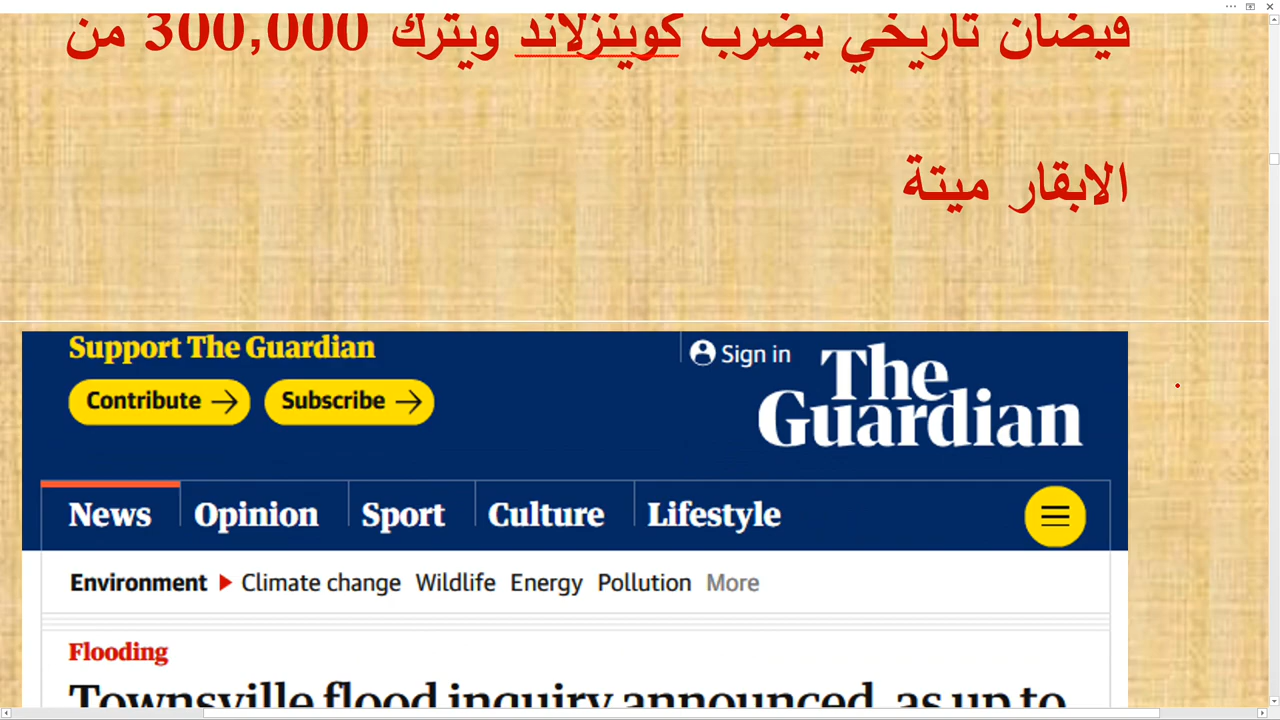 فيضان تاريخي يضرب كوينزلاند ويترك 300,000 من
الابقار ميتة
Support The Guardian
Contribute
Subscribe
Sign in
The
Guardian
News Opinion Sport Culture Lifestyle
Environment Climate change Wildlife Energy Pollution More
Flooding
Townsville flood inquiry announced, as up to